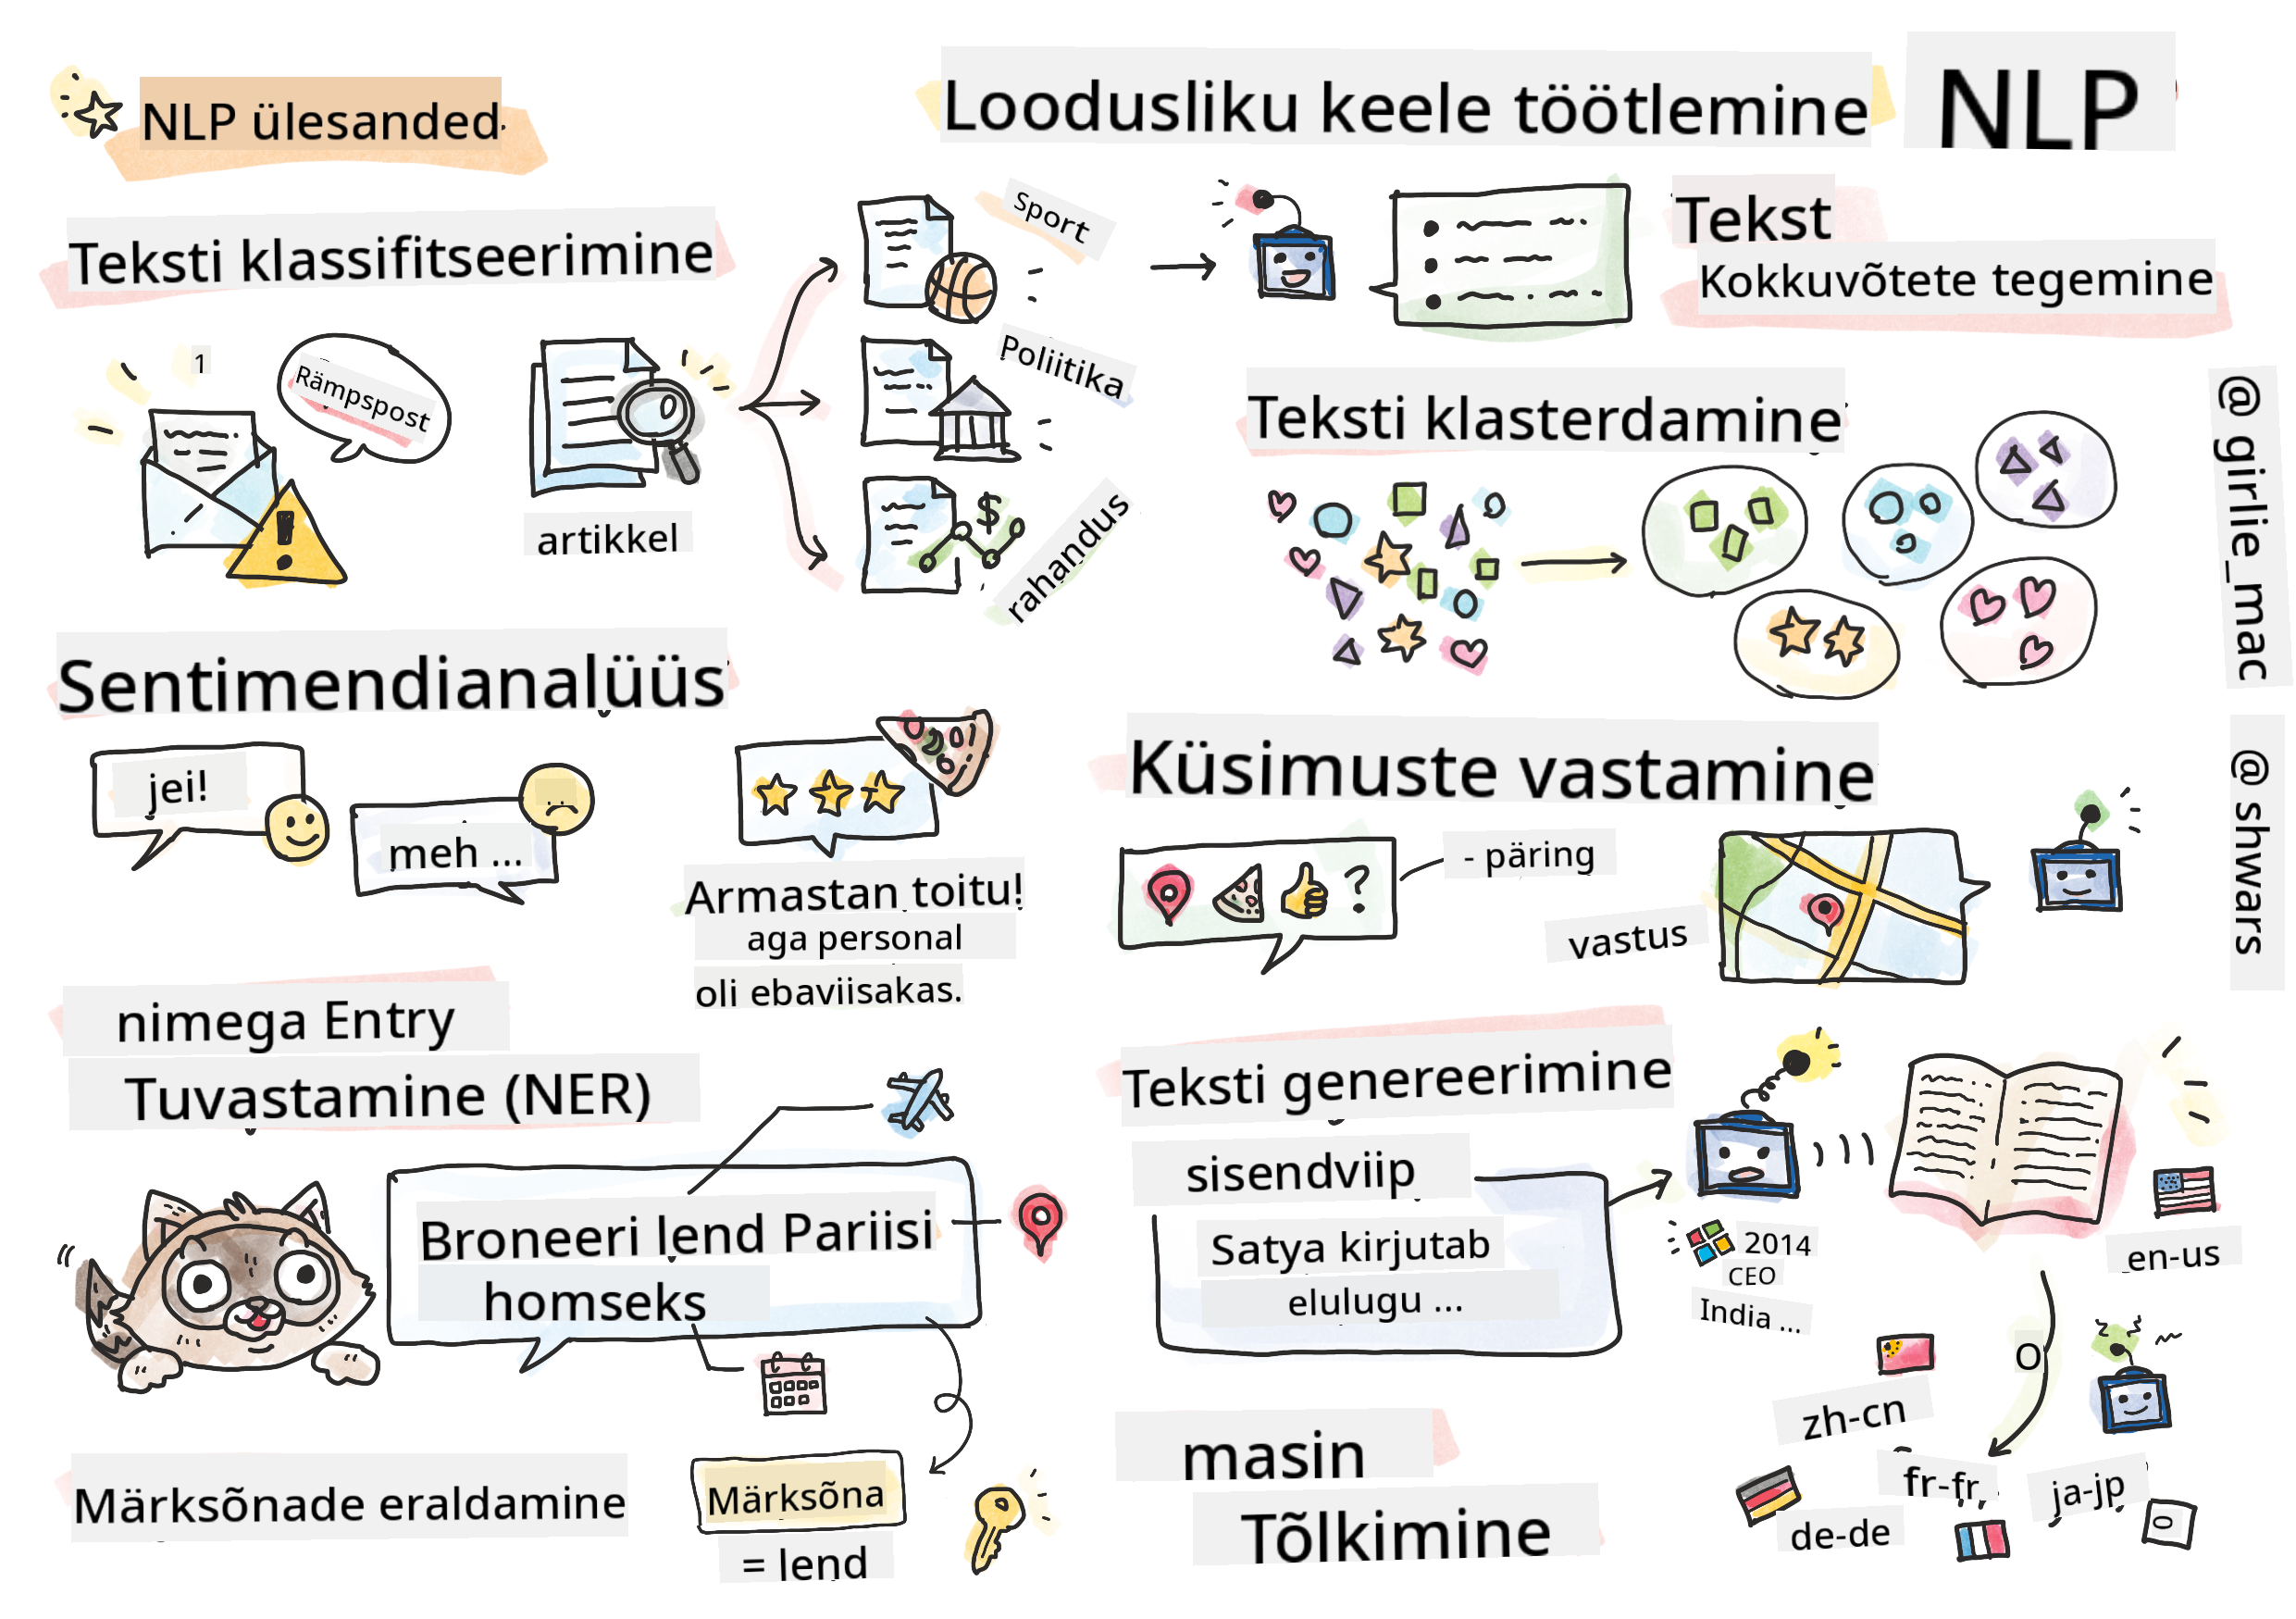 NLP ülesanded
Loodusliku keele töötlemine NLP
Teksti klassifitseerimine
1
Rämpspost
artikkel
Sport
Poliitika
$
rahandus
Tekst
Kokkuvõtete tegemine
Teksti klasterdamine
@ girlie_mac
@ shwars
Sentimendianalüüs
jei!
meh ...
Armastan toitu!
aga personal
oli ebaviisakas.
Küsimuste vastamine
?
- päring
vastus
nimega Entry
Tuvastamine (NER)
Broneeri lend Pariisi
homseks
Märksõnade eraldamine
Märksõna
= lend
Teksti genereerimine
sisendviip
Satya kirjutab
elulugu ...
2014
CEO
India ...
en-us
masin
Tõlkimine
O
zh-cn
fr-fr
ja-jp
de-de
0